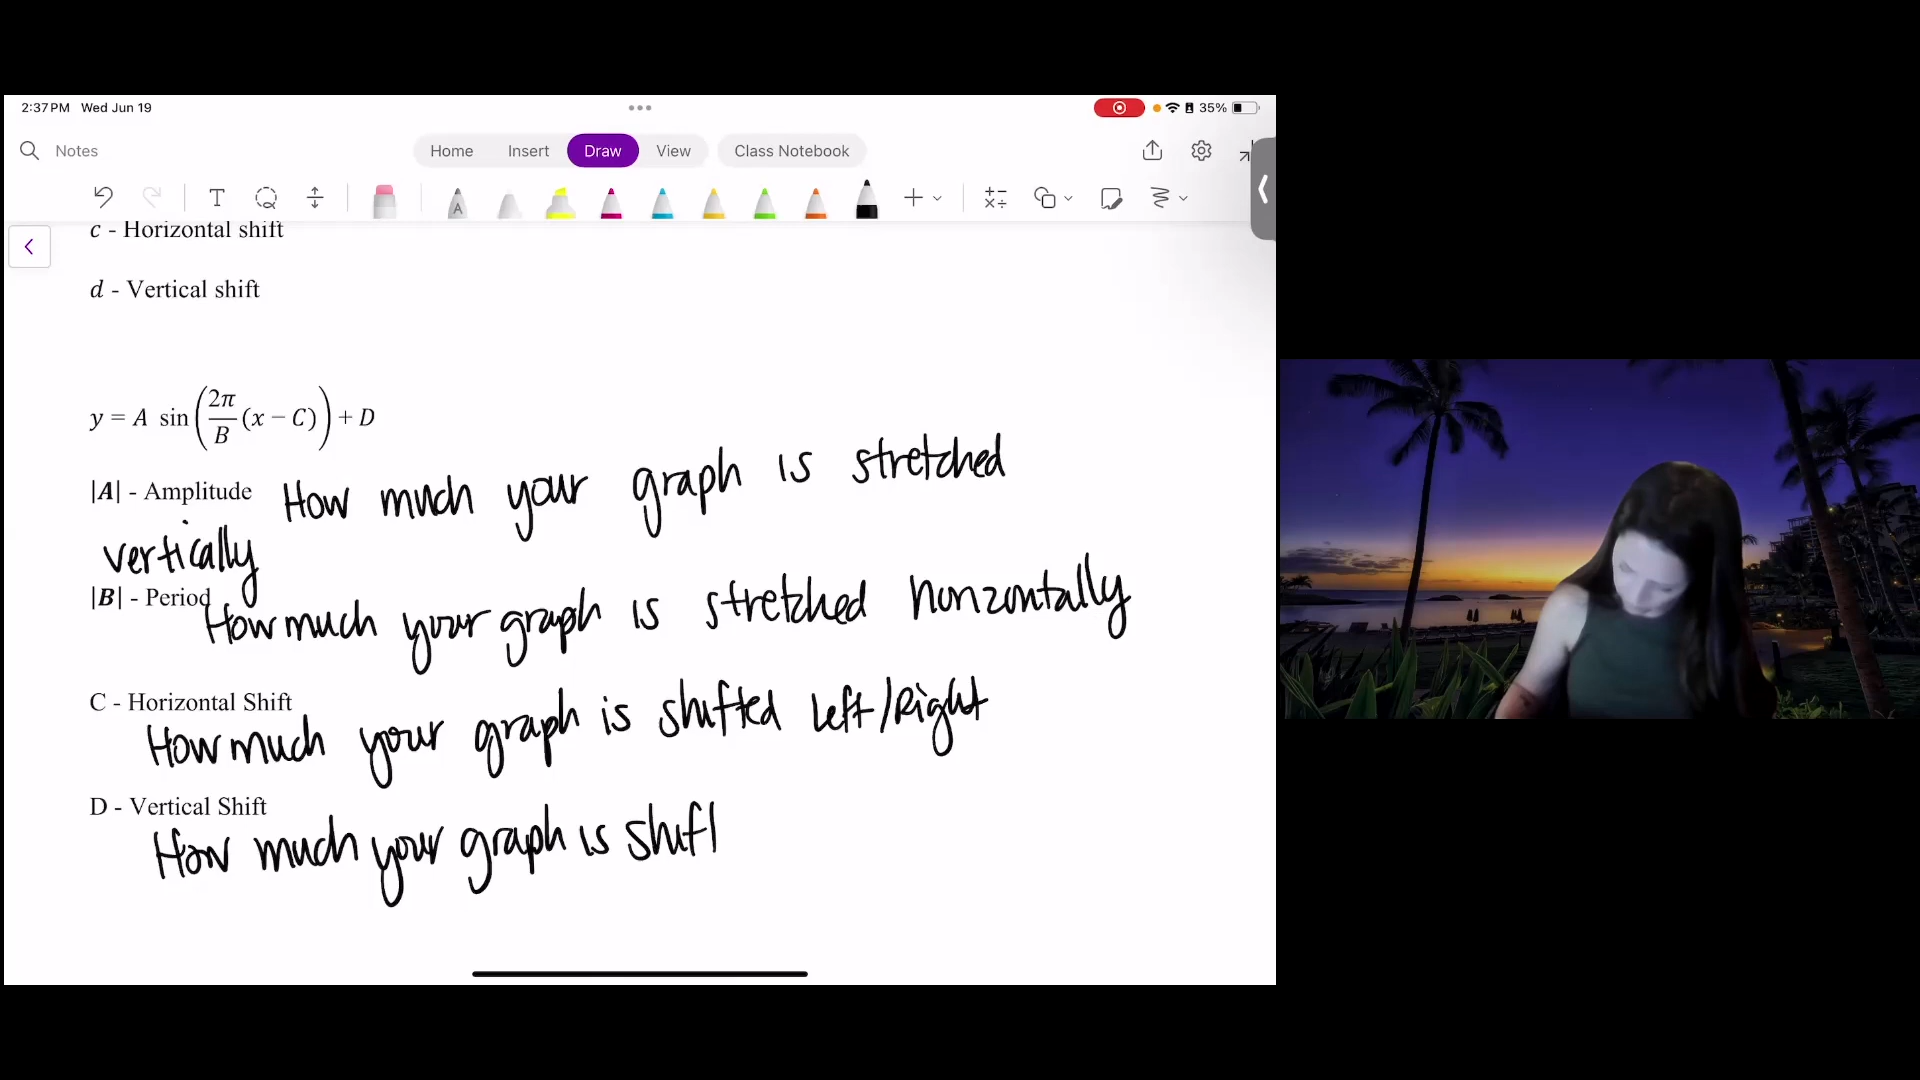 2:37 PM Wed Jun 19
35%
Notes
Home Insert Draw View Class Notebook
T
A
c - Horizontal shift
d - Vertical shift
y = A sin(2π/B (x − C)) + D
|A| - Amplitude How much your graph is stretched
vertically
|B| - Period How much your graph is stretched horizontally
C - Horizontal Shift
How much your graph is shifted Left/Right
D - Vertical Shift
How much your graph is shif